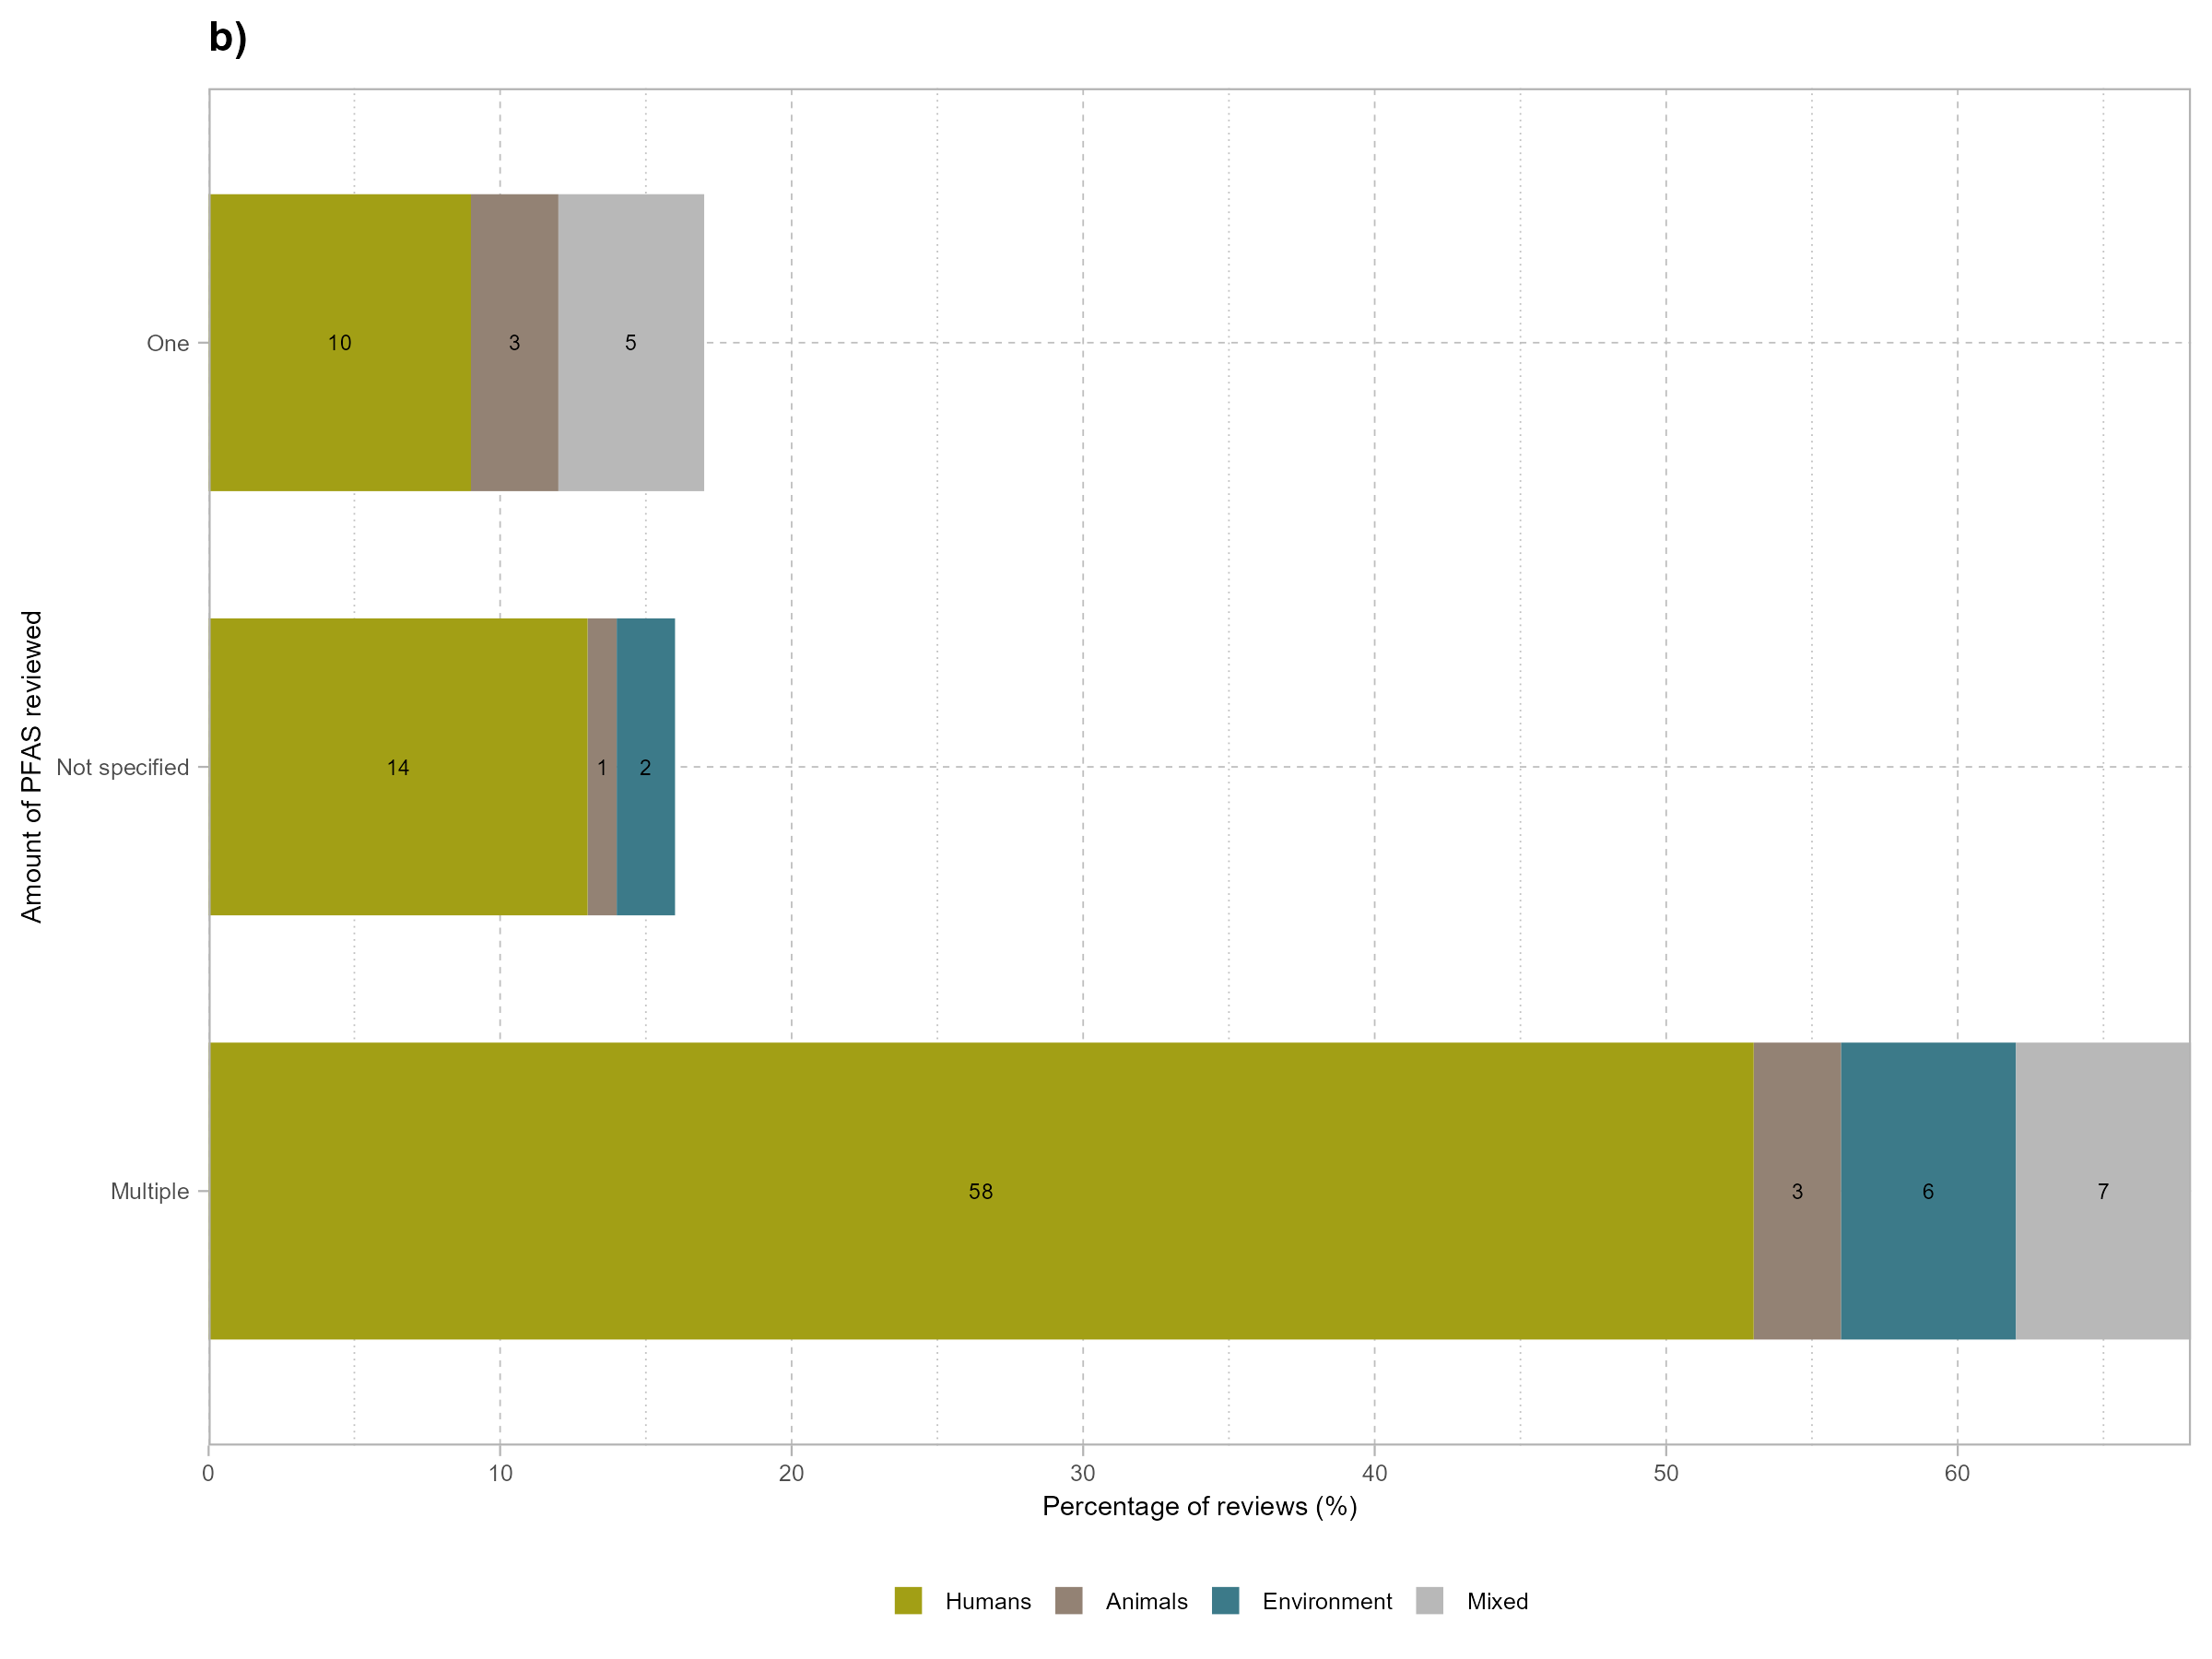 b)
Amount of PFAS reviewed
One
10
3
5
Not specified
14
1
2
Multiple
58
3
6
7
0
10
20
30
40
50
60
Percentage of reviews (%)
Humans
Animals
Environment
Mixed